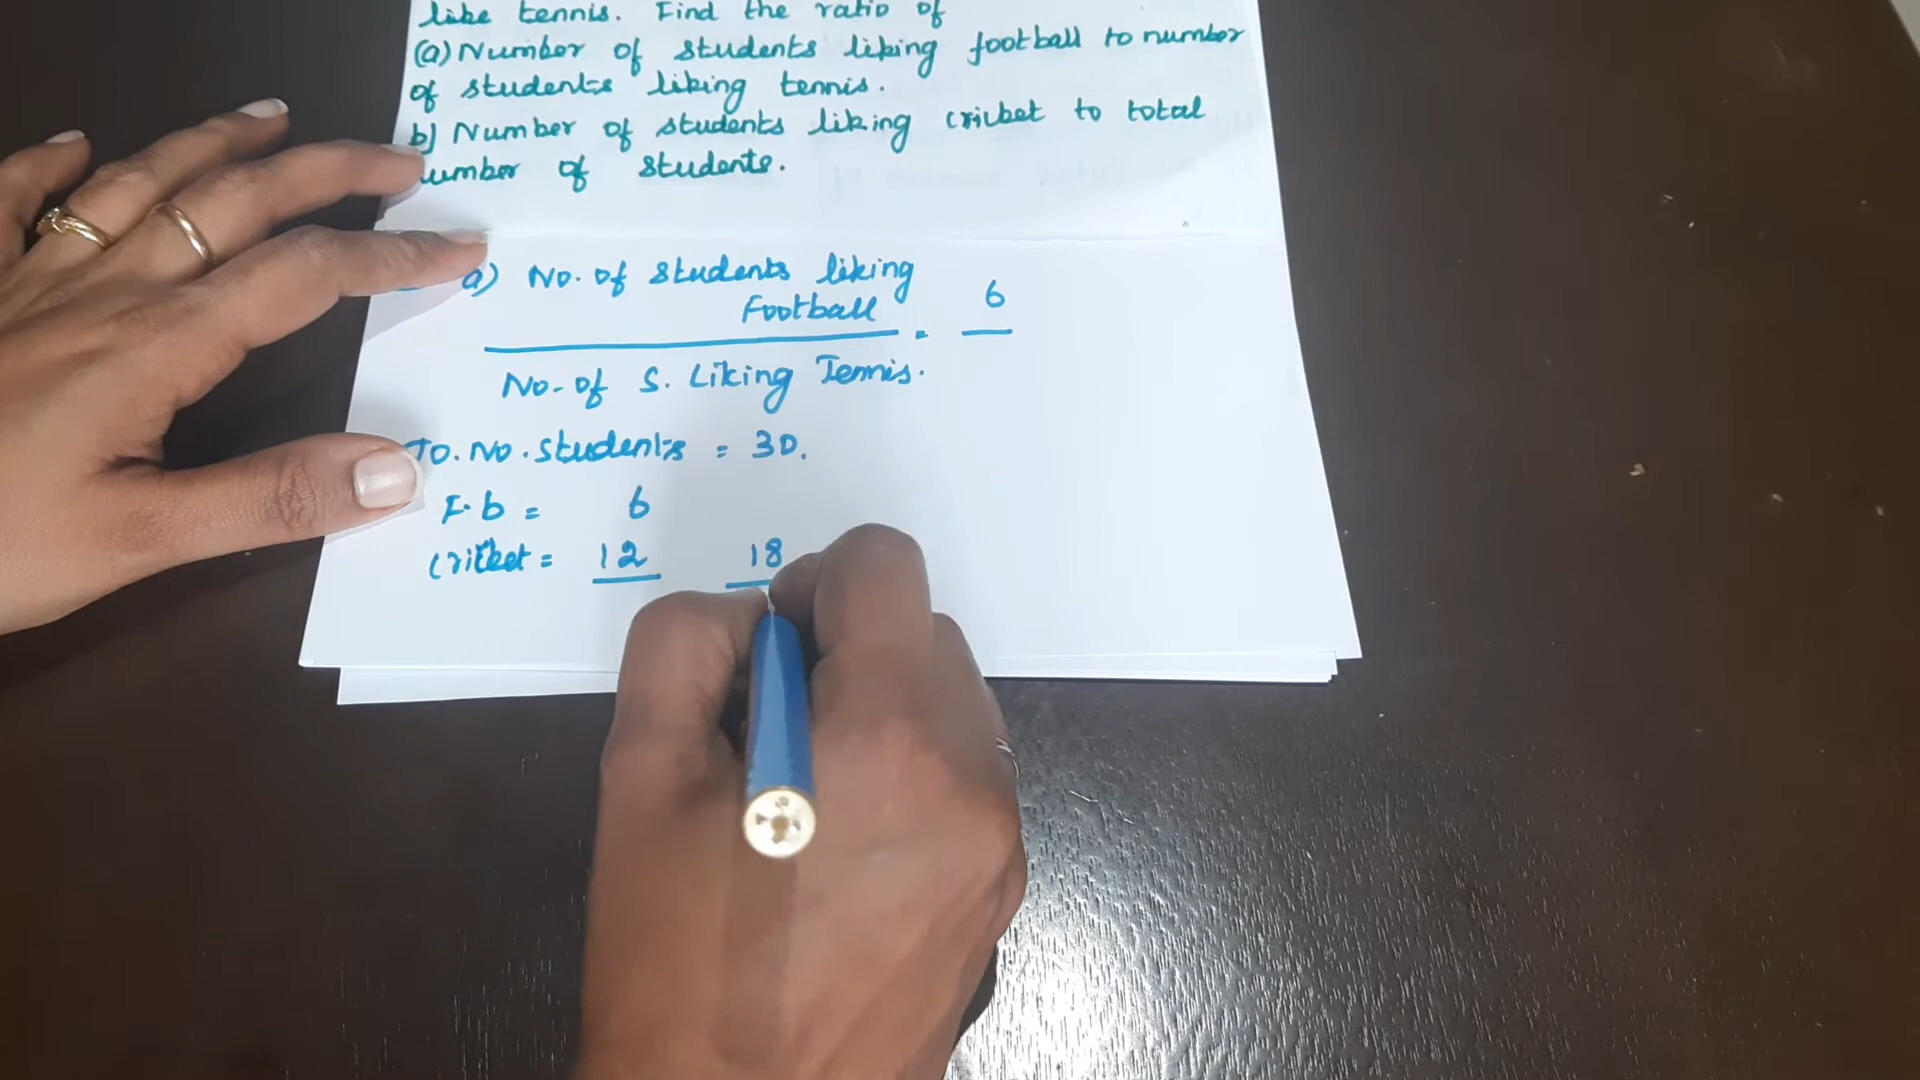 like tennis. Find the ratio of
(a) Number of students liking football to number
of students liking tennis.
b) Number of students liking cricket to total
umber of students.
a) No. of students liking
Football
= 6
No. of S. Liking Tennis.
To. No. students = 30.
F.b = 6
Cricket = 12 18